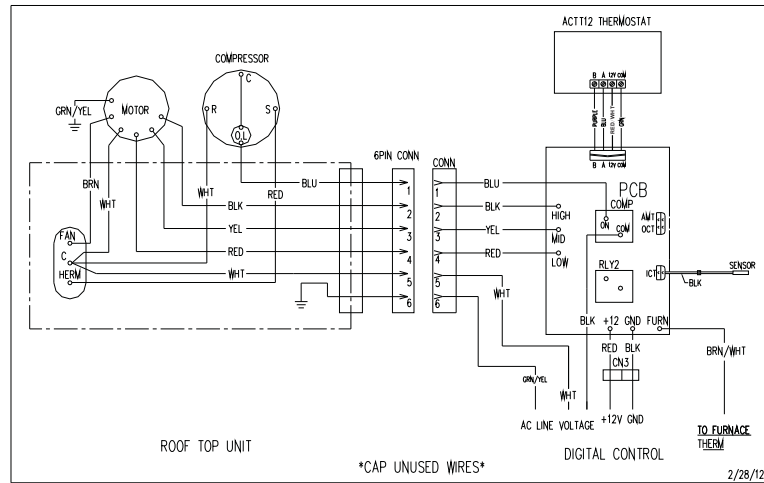 ACTT12 THERMOSTAT
B A 12V COM
PURPLE
BLU
RED-WHT
GRN
B A 12V COM
COMPRESSOR
C
R
S
O.L
GRN/YEL
MOTOR
6PIN CONN
CONN
BRN
WHT
WHT
RED
BLU
BLK
YEL
RED
WHT
FAN
C
HERM
1
2
3
4
5
6
1
2
3
4
5
6
BLU
BLK
YEL
RED
WHT
HIGH
MID
LOW
PCB
COMP
ON
COM
AMT
OCT
RLY2
ICT
SENSOR
BLK
BLK +12 GND FURN
RED BLK
CN3
BRN/WHT
GRN/YEL
WHT
AC LINE VOLTAGE +12V GND
TO FURNACE
THERM
ROOF TOP UNIT
*CAP UNUSED WIRES*
DIGITAL CONTROL
2/28/12